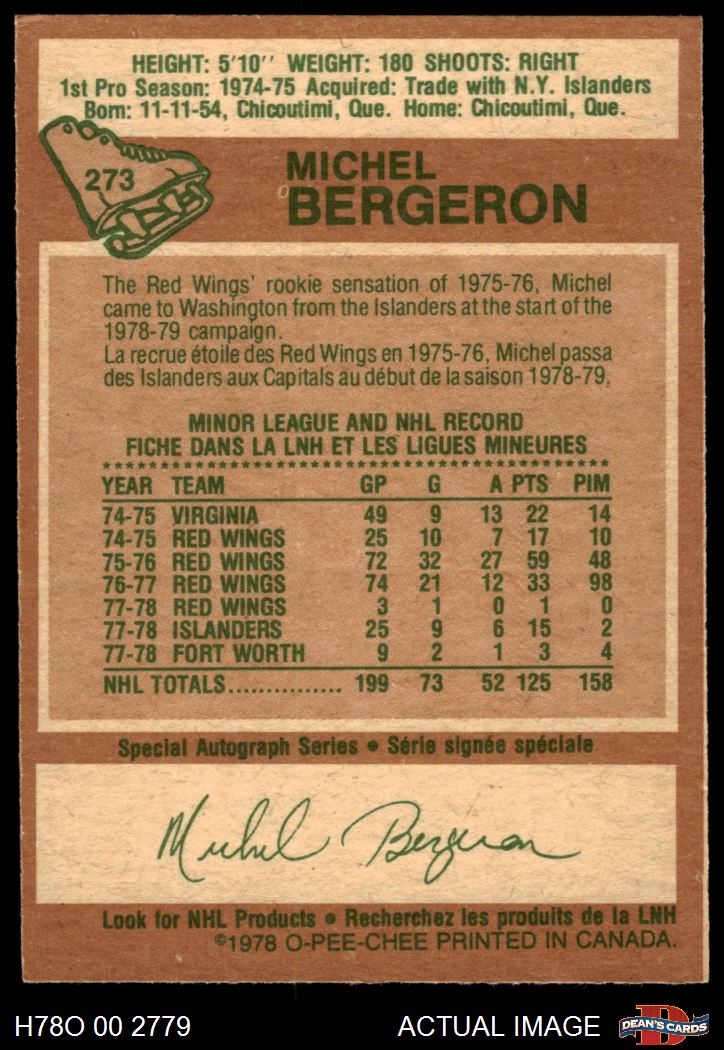 HEIGHT: 5'10'' WEIGHT: 180 SHOOTS: RIGHT
1st Pro Season: 1974-75 Acquired: Trade with N.Y. Islanders
Born: 11-11-54, Chicoutimi, Que. Home: Chicoutimi, Que.
273
MICHEL
BERGERON
The Red Wings' rookie sensation of 1975-76, Michel
came to Washington from the Islanders at the start of the
1978-79 campaign.
La recrue étoile des Red Wings en 1975-76, Michel passa
des Islanders aux Capitals au début de la saison 1978-79.
MINOR LEAGUE AND NHL RECORD
FICHE DANS LA LNH ET LES LIGUES MINEURES
YEAR TEAM GP G A PTS PIM
74-75 VIRGINIA 49 9 13 22 14
74-75 RED WINGS 25 10 7 17 10
75-76 RED WINGS 72 32 27 59 48
76-77 RED WINGS 74 21 12 33 98
77-78 RED WINGS 3 1 0 1 0
77-78 ISLANDERS 25 9 6 15 2
77-78 FORT WORTH 9 2 1 3 4
NHL TOTALS................ 199 73 52 125 158
Special Autograph Series • Série signée spéciale
Michel Bergeron
Look for NHL Products • Recherchez les produits de la LNH
©1978 O-PEE-CHEE PRINTED IN CANADA.
H78O 00 2779 ACTUAL IMAGE
D
DEAN'S CARDS